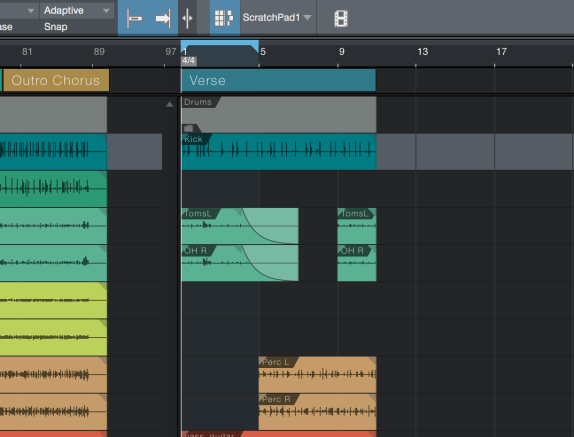 Adaptive
ase Snap
ScratchPad1
81 89 97 1 5 9 13 17
4/4
Outro Chorus Verse
Drums
Kick
TomsL TomsL
OH R OH R
Perc L
Perc R
bass_guitar